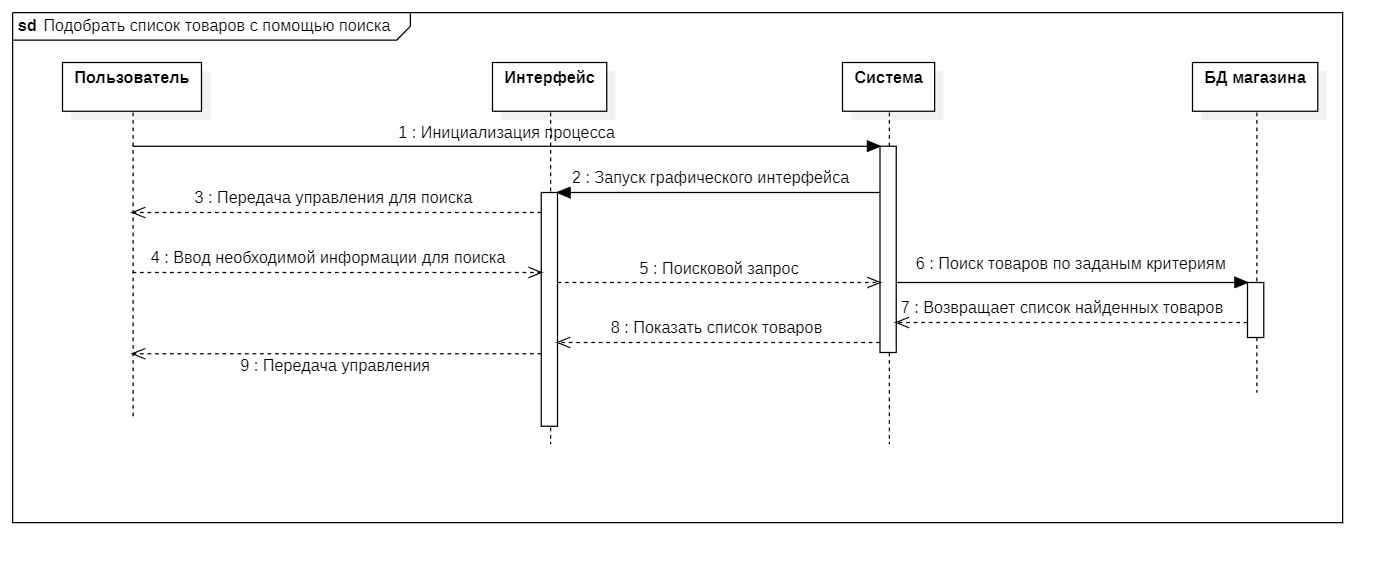 sd Подобрать список товаров с помощью поиска
Пользователь
Интерфейс
Система
БД магазина
1 : Инициализация процесса
2 : Запуск графического интерфейса
3 : Передача управления для поиска
4 : Ввод необходимой информации для поиска
5 : Поисковой запрос
6 : Поиск товаров по заданым критериям
7 : Возвращает список найденных товаров
8 : Показать список товаров
9 : Передача управления